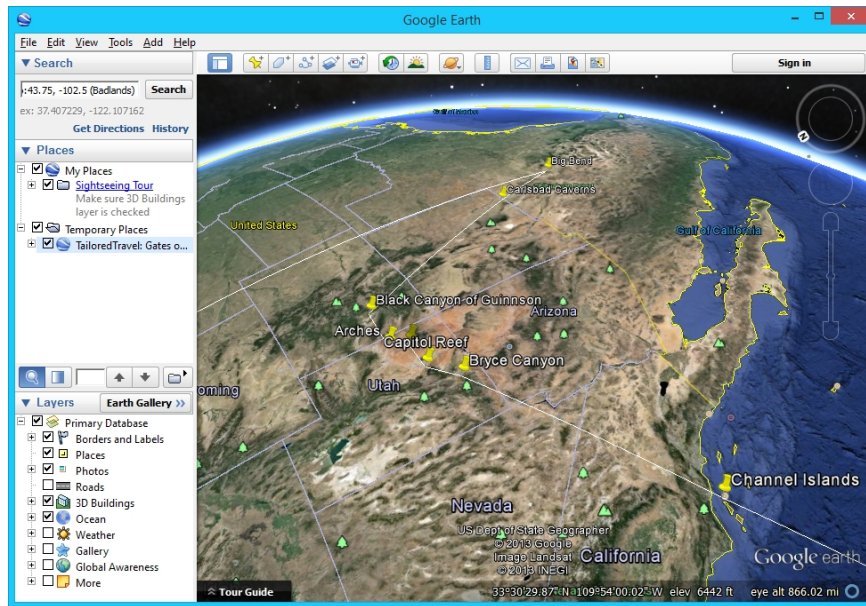 Google Earth
File Edit View Tools Add Help
Search
):43.75, -102.5 (Badlands) Search
ex: 37.407229, -122.107162
Get Directions History
Places
My Places
Sightseeing Tour
Make sure 3D Buildings
layer is checked
Temporary Places
TailoredTravel: Gates o...
Layers Earth Gallery >>
Primary Database
Borders and Labels
Places
Photos
Roads
3D Buildings
Ocean
Weather
Gallery
Global Awareness
More
Sign in
N
Big Bend
Carlsbad Caverns
United States
Gulf of California
Black Canyon of Guinnson
Arizona
Arches
Capitol Reef
Bryce Canyon
oming
Utah
Channel Islands
Nevada
US Dept of State Geographer
© 2013 Google
Image Landsat
© 2013 INEGI
California
Google earth
Tour Guide
33°30'29.87" N 109°54'00.02" W elev 6442 ft eye alt 866.02 mi